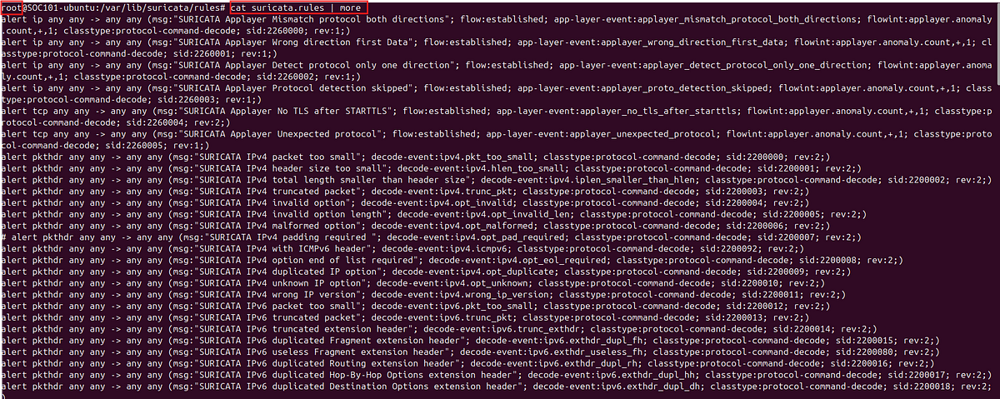 root@SOC101-ubuntu:/var/lib/suricata/rules# cat suricata.rules | more
alert ip any any -> any any (msg:"SURICATA Applayer Mismatch protocol both directions"; flow:established; app-layer-event:applayer_mismatch_protocol_both_directions; flowint:applayer.anomaly
.count,+,1; classtype:protocol-command-decode; sid:2260000; rev:1;)
alert ip any any -> any any (msg:"SURICATA Applayer Wrong direction first Data"; flow:established; app-layer-event:applayer_wrong_direction_first_data; flowint:applayer.anomaly.count,+,1; cl
asstype:protocol-command-decode; sid:2260001; rev:1;)
alert ip any any -> any any (msg:"SURICATA Applayer Detect protocol only one direction"; flow:established; app-layer-event:applayer_detect_protocol_only_one_direction; flowint:applayer.anoma
ly.count,+,1; classtype:protocol-command-decode; sid:2260002; rev:1;)
alert ip any any -> any any (msg:"SURICATA Applayer Protocol detection skipped"; flow:established; app-layer-event:applayer_proto_detection_skipped; flowint:applayer.anomaly.count,+,1; class
type:protocol-command-decode; sid:2260003; rev:1;)
alert tcp any any -> any any (msg:"SURICATA Applayer No TLS after STARTTLS"; flow:established; app-layer-event:applayer_no_tls_after_starttls; flowint:applayer.anomaly.count,+,1; classtype:p
rotocol-command-decode; sid:2260004; rev:2;)
alert tcp any any -> any any (msg:"SURICATA Applayer Unexpected protocol"; flow:established; app-layer-event:applayer_unexpected_protocol; flowint:applayer.anomaly.count,+,1; classtype:proto
col-command-decode; sid:2260005; rev:1;)
alert pkthdr any any -> any any (msg:"SURICATA IPv4 packet too small"; decode-event:ipv4.pkt_too_small; classtype:protocol-command-decode; sid:2200000; rev:2;)
alert pkthdr any any -> any any (msg:"SURICATA IPv4 header size too small"; decode-event:ipv4.hlen_too_small; classtype:protocol-command-decode; sid:2200001; rev:2;)
alert pkthdr any any -> any any (msg:"SURICATA IPv4 total length smaller than header size"; decode-event:ipv4.iplen_smaller_than_hlen; classtype:protocol-command-decode; sid:2200002; rev:2;)
alert pkthdr any any -> any any (msg:"SURICATA IPv4 truncated packet"; decode-event:ipv4.trunc_pkt; classtype:protocol-command-decode; sid:2200003; rev:2;)
alert pkthdr any any -> any any (msg:"SURICATA IPv4 invalid option"; decode-event:ipv4.opt_invalid; classtype:protocol-command-decode; sid:2200004; rev:2;)
alert pkthdr any any -> any any (msg:"SURICATA IPv4 invalid option length"; decode-event:ipv4.opt_invalid_len; classtype:protocol-command-decode; sid:2200005; rev:2;)
alert pkthdr any any -> any any (msg:"SURICATA IPv4 malformed option"; decode-event:ipv4.opt_malformed; classtype:protocol-command-decode; sid:2200006; rev:2;)
# alert pkthdr any any -> any any (msg:"SURICATA IPv4 padding required "; decode-event:ipv4.opt_pad_required; classtype:protocol-command-decode; sid:2200007; rev:2;)
alert pkthdr any any -> any any (msg:"SURICATA IPv4 with ICMPv6 header"; decode-event:ipv4.icmpv6; classtype:protocol-command-decode; sid:2200092; rev:2;)
alert pkthdr any any -> any any (msg:"SURICATA IPv4 option end of list required"; decode-event:ipv4.opt_eol_required; classtype:protocol-command-decode; sid:2200008; rev:2;)
alert pkthdr any any -> any any (msg:"SURICATA IPv4 duplicated IP option"; decode-event:ipv4.opt_duplicate; classtype:protocol-command-decode; sid:2200009; rev:2;)
alert pkthdr any any -> any any (msg:"SURICATA IPv4 unknown IP option"; decode-event:ipv4.opt_unknown; classtype:protocol-command-decode; sid:2200010; rev:2;)
alert pkthdr any any -> any any (msg:"SURICATA IPv4 wrong IP version"; decode-event:ipv4.wrong_ip_version; classtype:protocol-command-decode; sid:2200011; rev:2;)
alert pkthdr any any -> any any (msg:"SURICATA IPv6 packet too small"; decode-event:ipv6.pkt_too_small; classtype:protocol-command-decode; sid:2200012; rev:2;)
alert pkthdr any any -> any any (msg:"SURICATA IPv6 truncated packet"; decode-event:ipv6.trunc_pkt; classtype:protocol-command-decode; sid:2200013; rev:2;)
alert pkthdr any any -> any any (msg:"SURICATA IPv6 truncated extension header"; decode-event:ipv6.trunc_exthdr; classtype:protocol-command-decode; sid:2200014; rev:2;)
alert pkthdr any any -> any any (msg:"SURICATA IPv6 duplicated Fragment extension header"; decode-event:ipv6.exthdr_dupl_fh; classtype:protocol-command-decode; sid:2200015; rev:2;)
alert pkthdr any any -> any any (msg:"SURICATA IPv6 useless Fragment extension header"; decode-event:ipv6.exthdr_useless_fh; classtype:protocol-command-decode; sid:2200080; rev:2;)
alert pkthdr any any -> any any (msg:"SURICATA IPv6 duplicated Routing extension header"; decode-event:ipv6.exthdr_dupl_rh; classtype:protocol-command-decode; sid:2200016; rev:2;)
alert pkthdr any any -> any any (msg:"SURICATA IPv6 duplicated Hop-By-Hop Options extension header"; decode-event:ipv6.exthdr_dupl_hh; classtype:protocol-command-decode; sid:2200017; rev:2;)
alert pkthdr any any -> any any (msg:"SURICATA IPv6 duplicated Destination Options extension header"; decode-event:ipv6.exthdr_dupl_dh; classtype:protocol-command-decode; sid:2200018; rev:2;
)